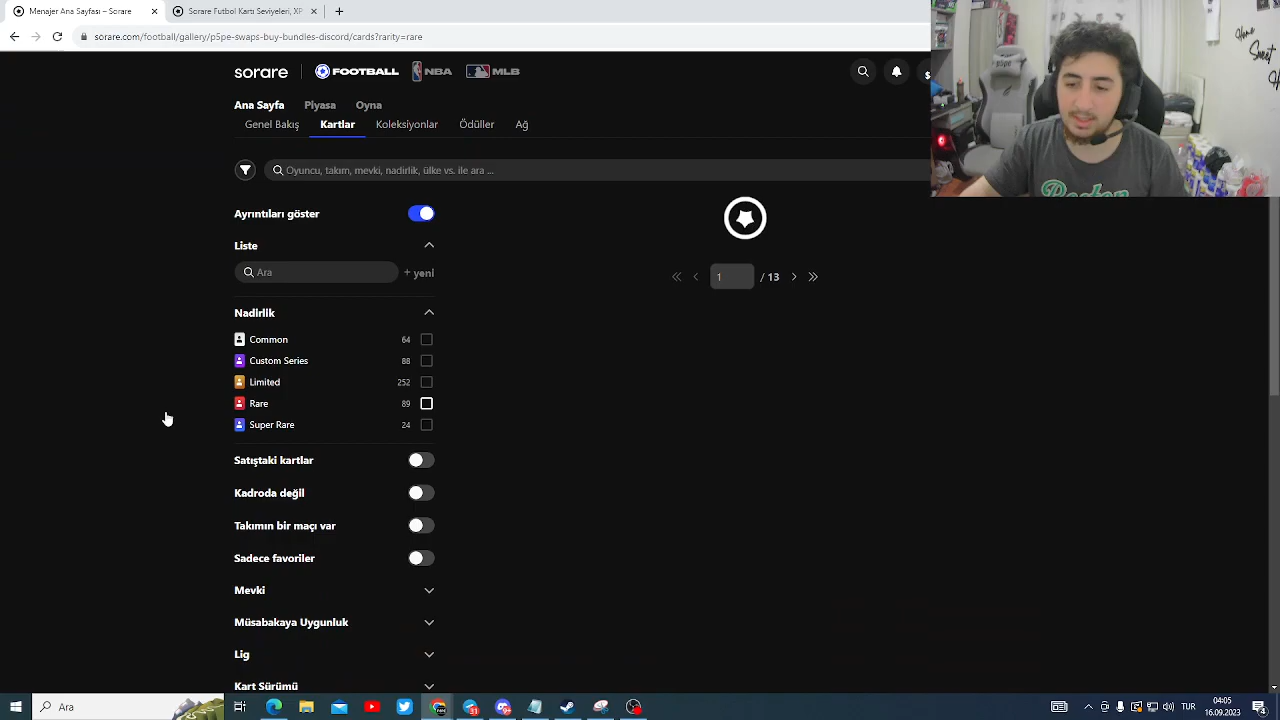 Menajer Ana Sayfası – Sorare
Sorare Futbol Kartı Seviyeleri, XP
sorare.com/football/gallery/p5pe-swaps-buy-bundles-discord/cards?rarity=rare
sorare FOOTBALL NBA MLB
Ana Sayfa Piyasa Oyna
Genel Bakış Kartlar Koleksiyonlar Ödüller Ağ
Oyuncu, takım, mevki, nadirlik, ülke vs. ile ara ...
Ayrıntıları göster
Liste
Ara + yeni
1 / 13
Nadirlik
Common 64
Custom Series 88
Limited 252
Rare 89
Super Rare 24
Satıştaki kartlar
Kadroda değil
Takımın bir maçı var
Sadece favoriler
Mevki
Müsabakaya Uygunluk
Lig
Kart Sürümü
Home
Sweet
Ara
TUR
04:05
16.09.2023